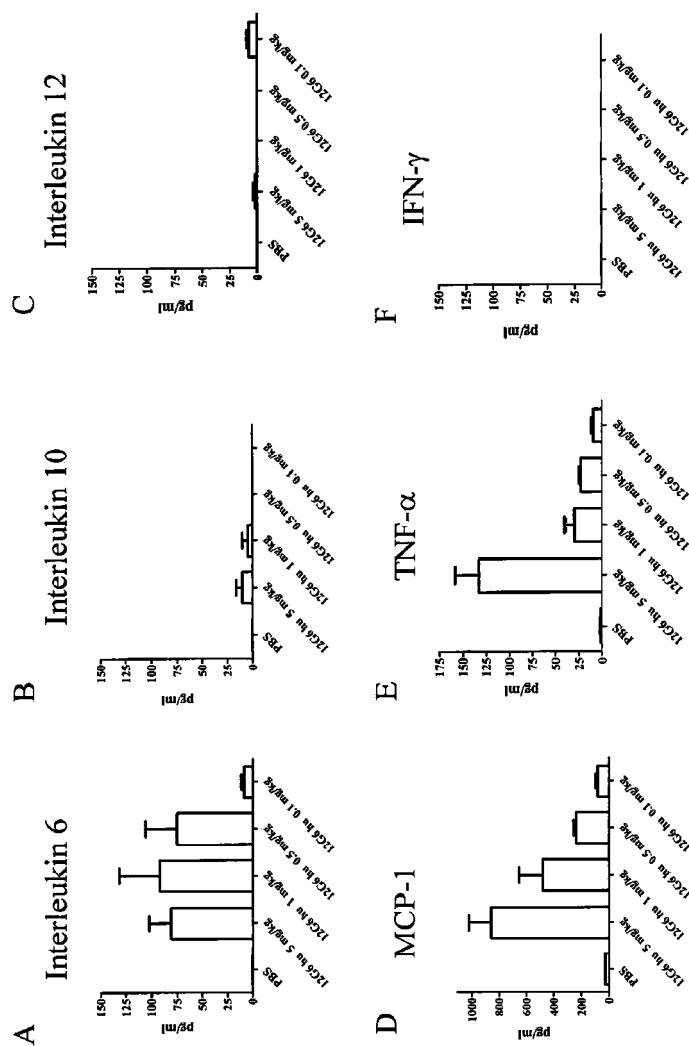 A
Interleukin 6
150
125
100
75
50
25
0
pg/ml
PBS
12G6 hu 5 mg/kg
12G6 hu 1 mg/kg
12G6 hu 0.5 mg/kg
12G6 hu 0.1 mg/kg
B
Interleukin 10
150
125
100
75
50
25
0
pg/ml
PBS
12G6 hu 5 mg/kg
12G6 hu 1 mg/kg
12G6 hu 0.5 mg/kg
12G6 hu 0.1 mg/kg
C
Interleukin 12
150
125
100
75
50
25
0
pg/ml
PBS
12G6 5 mg/kg
12G6 1 mg/kg
12G6 0.5 mg/kg
12G6 0.1 mg/kg
D
MCP-1
1000
800
600
400
200
0
pg/ml
PBS
12G6 hu 5 mg/kg
12G6 hu 1 mg/kg
12G6 hu 0.5 mg/kg
12G6 hu 0.1 mg/kg
E
TNF-α
175
150
125
100
75
50
25
0
pg/ml
PBS
12G6 hu 5 mg/kg
12G6 hu 1 mg/kg
12G6 hu 0.5 mg/kg
12G6 hu 0.1 mg/kg
F
IFN-γ
150
125
100
75
50
25
0
pg/ml
PBS
12G6 hu 5 mg/kg
12G6 hu 1 mg/kg
12G6 hu 0.5 mg/kg
12G6 hu 0.1 mg/kg